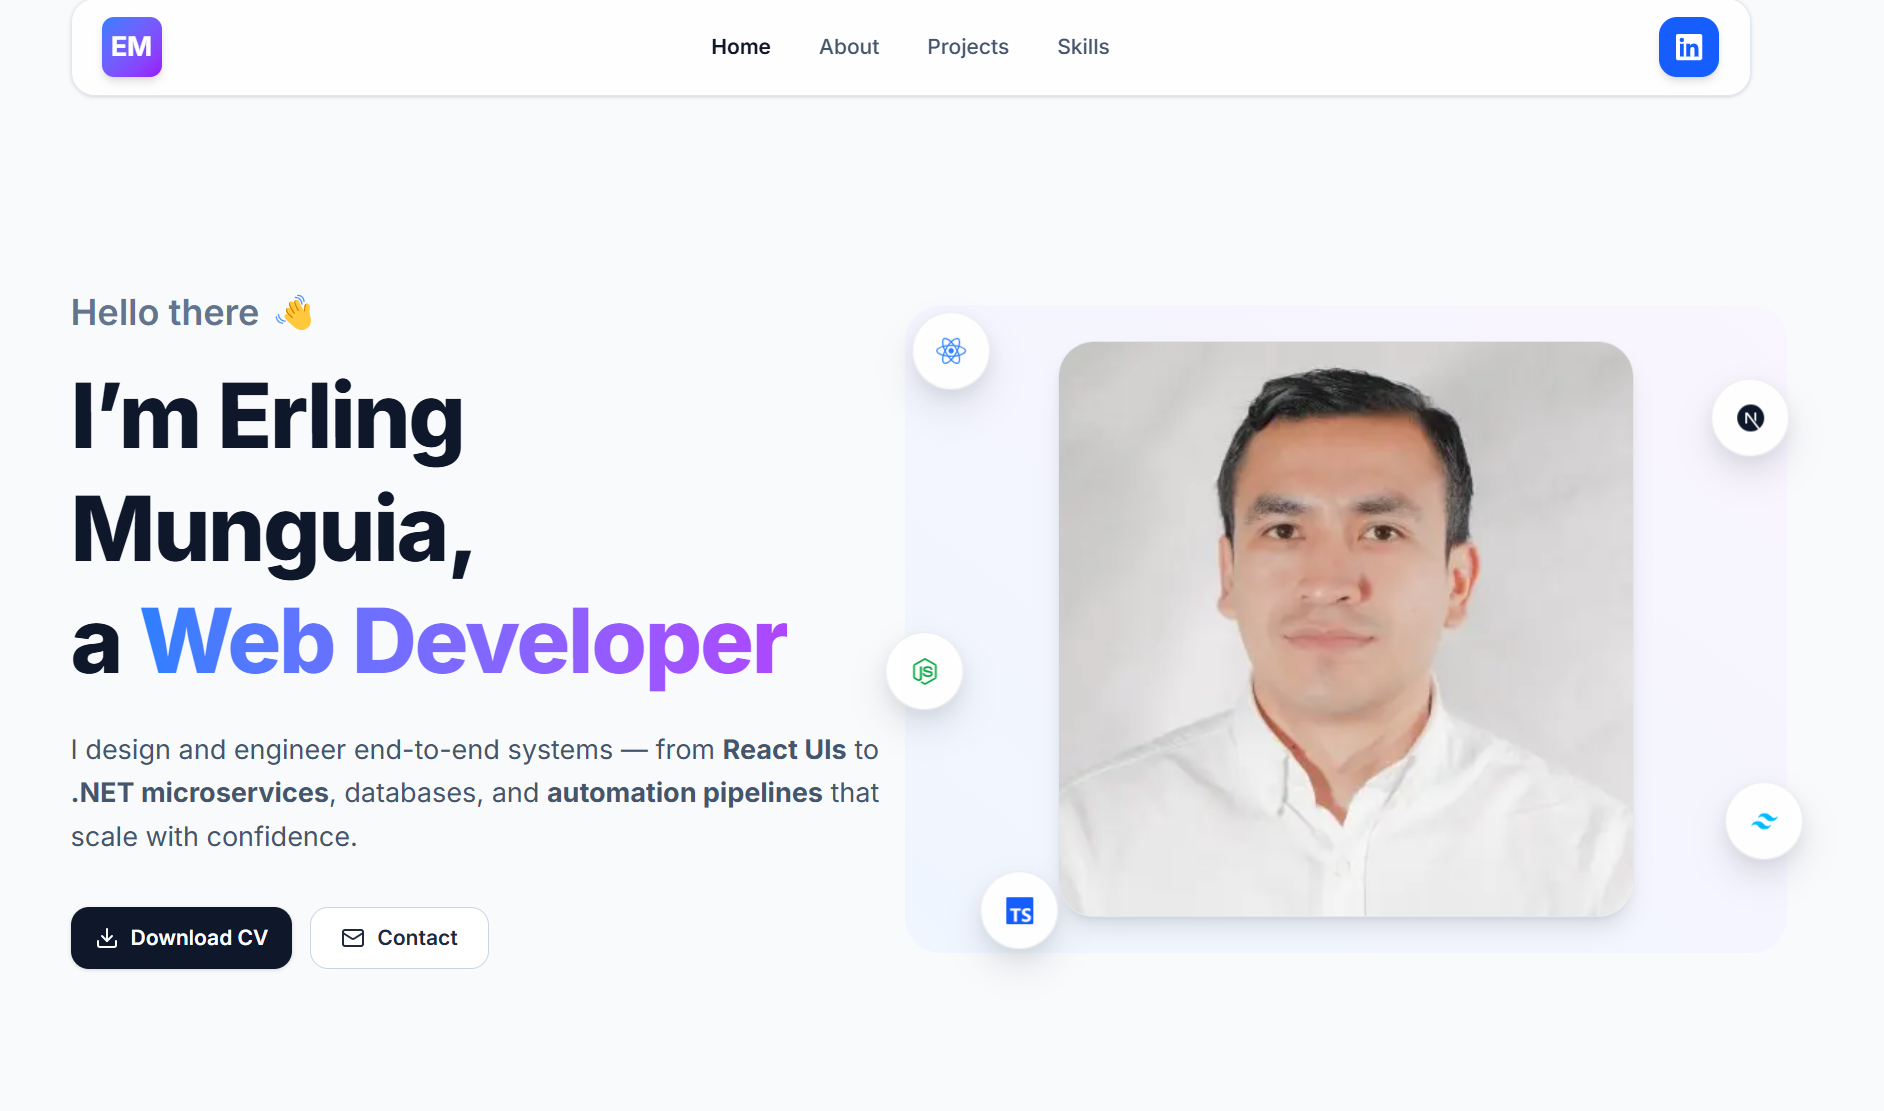 EM
Home About Projects Skills
in
Hello there 👋
I’m Erling
Munguia,
a Web Developer
I design and engineer end-to-end systems — from React UIs to
.NET microservices, databases, and automation pipelines that
scale with confidence.
Download CV Contact
N
JS
TS